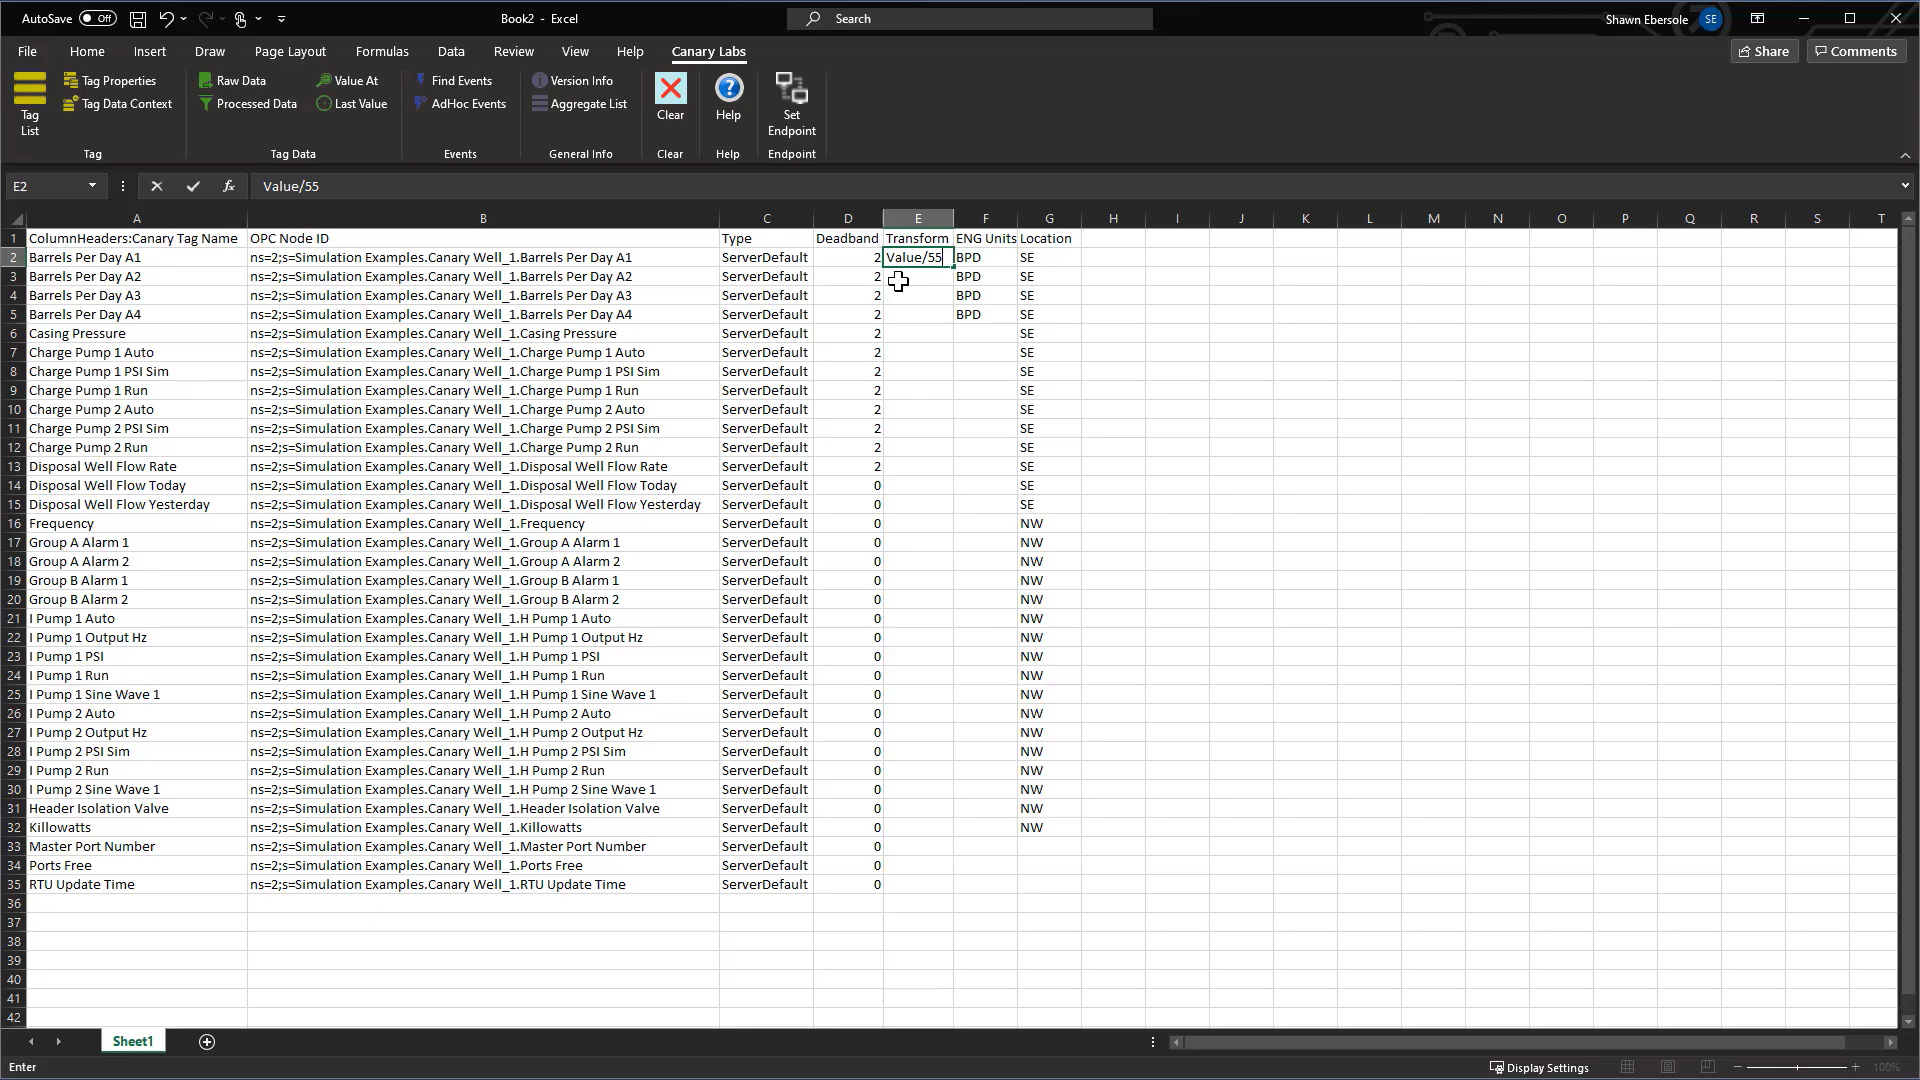 AutoSave Off Book2 - Excel Search Shawn Ebersole SE
File Home Insert Draw Page Layout Formulas Data Review View Help Canary Labs Share Comments
Tag Properties Raw Data Value At Find Events Version Info
Tag Data Context Processed Data Last Value AdHoc Events Aggregate List
Tag List Clear Help Set Endpoint
Tag Tag Data Events General Info Clear Help Endpoint
E2 fx Value/55
A B C D E F G H I J K L M N O P Q R S T
1 ColumnHeaders:Canary Tag Name OPC Node ID Type Deadband Transform ENG Units Location
2 Barrels Per Day A1 ns=2;s=Simulation Examples.Canary Well_1.Barrels Per Day A1 ServerDefault 2 Value/55 BPD SE
3 Barrels Per Day A2 ns=2;s=Simulation Examples.Canary Well_1.Barrels Per Day A2 ServerDefault 2 BPD SE
4 Barrels Per Day A3 ns=2;s=Simulation Examples.Canary Well_1.Barrels Per Day A3 ServerDefault 2 BPD SE
5 Barrels Per Day A4 ns=2;s=Simulation Examples.Canary Well_1.Barrels Per Day A4 ServerDefault 2 BPD SE
6 Casing Pressure ns=2;s=Simulation Examples.Canary Well_1.Casing Pressure ServerDefault 2 SE
7 Charge Pump 1 Auto ns=2;s=Simulation Examples.Canary Well_1.Charge Pump 1 Auto ServerDefault 2 SE
8 Charge Pump 1 PSI Sim ns=2;s=Simulation Examples.Canary Well_1.Charge Pump 1 PSI Sim ServerDefault 2 SE
9 Charge Pump 1 Run ns=2;s=Simulation Examples.Canary Well_1.Charge Pump 1 Run ServerDefault 2 SE
10 Charge Pump 2 Auto ns=2;s=Simulation Examples.Canary Well_1.Charge Pump 2 Auto ServerDefault 2 SE
11 Charge Pump 2 PSI Sim ns=2;s=Simulation Examples.Canary Well_1.Charge Pump 2 PSI Sim ServerDefault 2 SE
12 Charge Pump 2 Run ns=2;s=Simulation Examples.Canary Well_1.Charge Pump 2 Run ServerDefault 2 SE
13 Disposal Well Flow Rate ns=2;s=Simulation Examples.Canary Well_1.Disposal Well Flow Rate ServerDefault 2 SE
14 Disposal Well Flow Today ns=2;s=Simulation Examples.Canary Well_1.Disposal Well Flow Today ServerDefault 0 SE
15 Disposal Well Flow Yesterday ns=2;s=Simulation Examples.Canary Well_1.Disposal Well Flow Yesterday ServerDefault 0 SE
16 Frequency ns=2;s=Simulation Examples.Canary Well_1.Frequency ServerDefault 0 NW
17 Group A Alarm 1 ns=2;s=Simulation Examples.Canary Well_1.Group A Alarm 1 ServerDefault 0 NW
18 Group A Alarm 2 ns=2;s=Simulation Examples.Canary Well_1.Group A Alarm 2 ServerDefault 0 NW
19 Group B Alarm 1 ns=2;s=Simulation Examples.Canary Well_1.Group B Alarm 1 ServerDefault 0 NW
20 Group B Alarm 2 ns=2;s=Simulation Examples.Canary Well_1.Group B Alarm 2 ServerDefault 0 NW
21 I Pump 1 Auto ns=2;s=Simulation Examples.Canary Well_1.H Pump 1 Auto ServerDefault 0 NW
22 I Pump 1 Output Hz ns=2;s=Simulation Examples.Canary Well_1.H Pump 1 Output Hz ServerDefault 0 NW
23 I Pump 1 PSI ns=2;s=Simulation Examples.Canary Well_1.H Pump 1 PSI ServerDefault 0 NW
24 I Pump 1 Run ns=2;s=Simulation Examples.Canary Well_1.H Pump 1 Run ServerDefault 0 NW
25 I Pump 1 Sine Wave 1 ns=2;s=Simulation Examples.Canary Well_1.H Pump 1 Sine Wave 1 ServerDefault 0 NW
26 I Pump 2 Auto ns=2;s=Simulation Examples.Canary Well_1.H Pump 2 Auto ServerDefault 0 NW
27 I Pump 2 Output Hz ns=2;s=Simulation Examples.Canary Well_1.H Pump 2 Output Hz ServerDefault 0 NW
28 I Pump 2 PSI Sim ns=2;s=Simulation Examples.Canary Well_1.H Pump 2 PSI Sim ServerDefault 0 NW
29 I Pump 2 Run ns=2;s=Simulation Examples.Canary Well_1.H Pump 2 Run ServerDefault 0 NW
30 I Pump 2 Sine Wave 1 ns=2;s=Simulation Examples.Canary Well_1.H Pump 2 Sine Wave 1 ServerDefault 0 NW
31 Header Isolation Valve ns=2;s=Simulation Examples.Canary Well_1.Header Isolation Valve ServerDefault 0 NW
32 Killowatts ns=2;s=Simulation Examples.Canary Well_1.Killowatts ServerDefault 0 NW
33 Master Port Number ns=2;s=Simulation Examples.Canary Well_1.Master Port Number ServerDefault 0
34 Ports Free ns=2;s=Simulation Examples.Canary Well_1.Ports Free ServerDefault 0
35 RTU Update Time ns=2;s=Simulation Examples.Canary Well_1.RTU Update Time ServerDefault 0
36
37
38
39
40
41
42
Sheet1
Enter Display Settings 100%